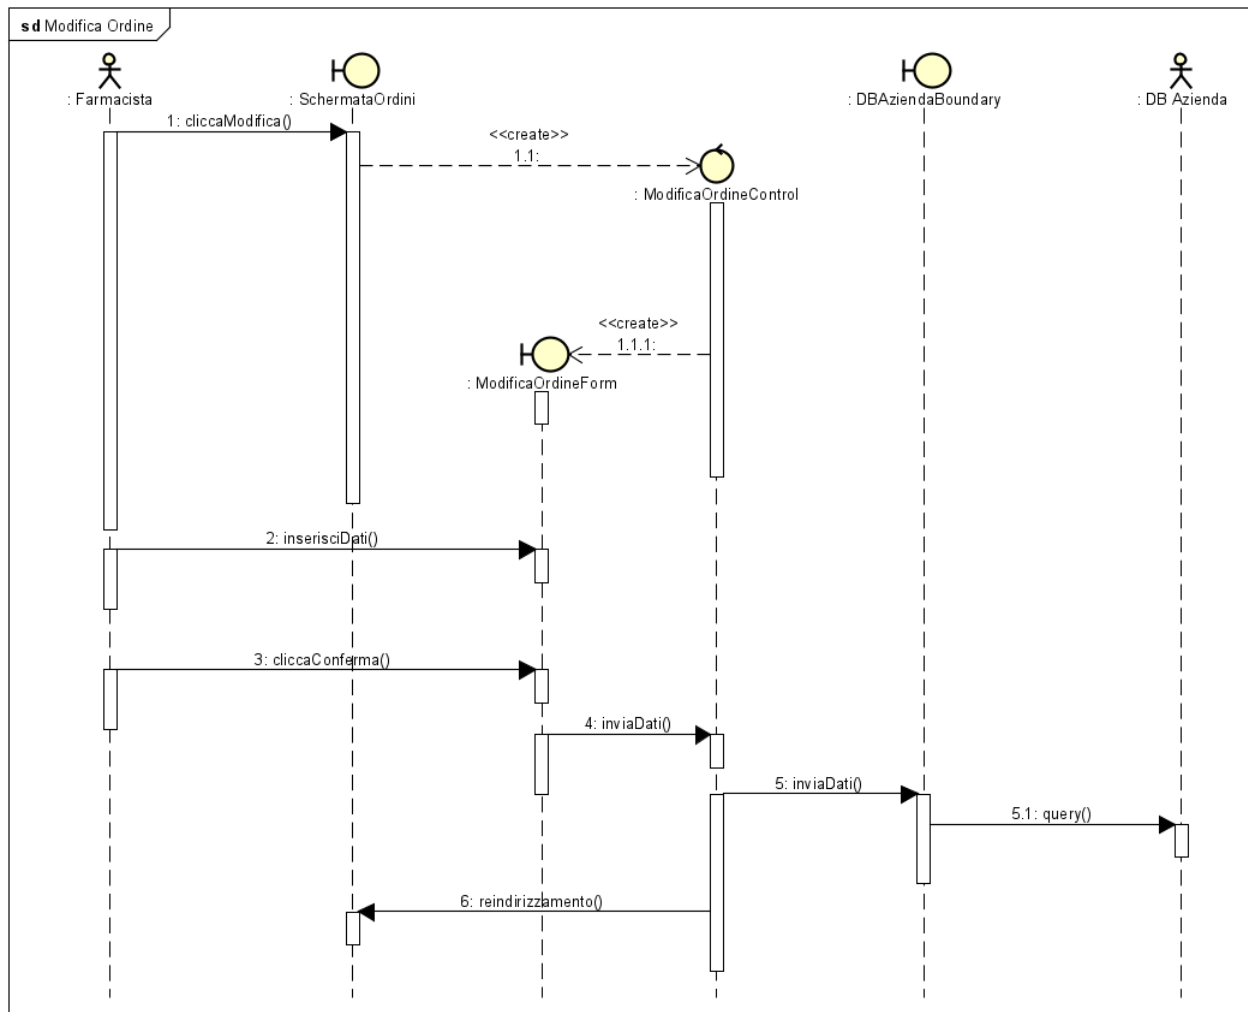 sd Modifica Ordine
: Farmacista
: SchermataOrdini
: DBAziendaBoundary
: DB Azienda
1: cliccaModifica()
<<create>>
1.1:
: ModificaOrdineControl
<<create>>
1.1.1:
: ModificaOrdineForm
2: inserisciDati()
3: cliccaConferma()
4: inviaDati()
5: inviaDati()
5.1: query()
6: reindirizzamento()